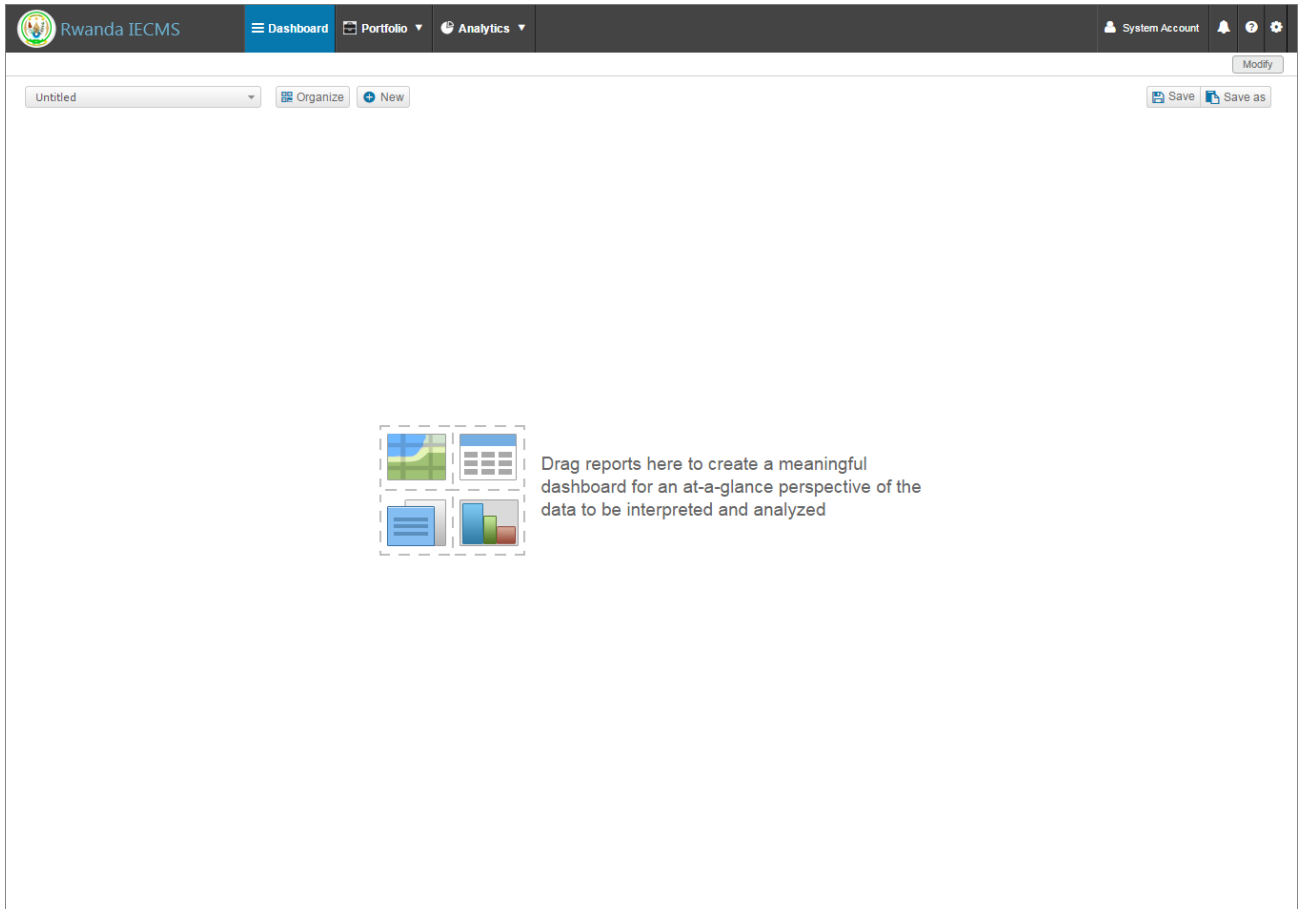 Rwanda IECMS
Dashboard
Portfolio
Analytics
System Account
Modify
Untitled
Organize
New
Save
Save as
Drag reports here to create a meaningful
dashboard for an at-a-glance perspective of the
data to be interpreted and analyzed